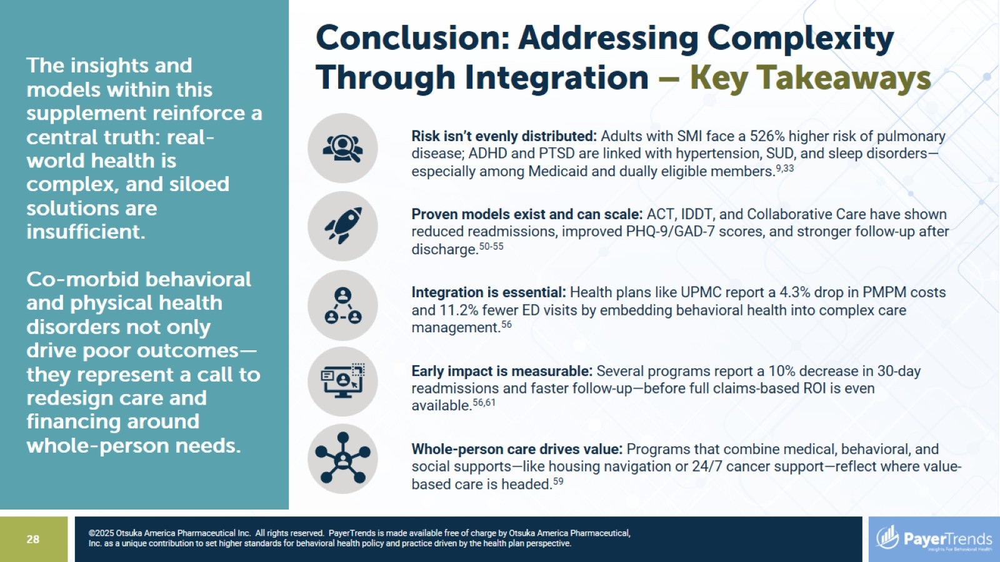 The insights and
models within this
supplement reinforce a
central truth: real-
world health is
complex, and siloed
solutions are
insufficient.
Co-morbid behavioral
and physical health
disorders not only
drive poor outcomes—
they represent a call to
redesign care and
financing around
whole-person needs.
Conclusion: Addressing Complexity
Through Integration – Key Takeaways
Risk isn’t evenly distributed: Adults with SMI face a 526% higher risk of pulmonary
disease; ADHD and PTSD are linked with hypertension, SUD, and sleep disorders—
especially among Medicaid and dually eligible members.9,33
Proven models exist and can scale: ACT, IDDT, and Collaborative Care have shown
reduced readmissions, improved PHQ-9/GAD-7 scores, and stronger follow-up after
discharge.50-55
Integration is essential: Health plans like UPMC report a 4.3% drop in PMPM costs
and 11.2% fewer ED visits by embedding behavioral health into complex care
management.56
Early impact is measurable: Several programs report a 10% decrease in 30-day
readmissions and faster follow-up—before full claims-based ROI is even
available.56,61
Whole-person care drives value: Programs that combine medical, behavioral, and
social supports—like housing navigation or 24/7 cancer support—reflect where value-
based care is headed.59
28
©2025 Otsuka America Pharmaceutical Inc. All rights reserved. PayerTrends is made available free of charge by Otsuka America Pharmaceutical,
Inc. as a unique contribution to set higher standards for behavioral health policy and practice driven by the health plan perspective.
PayerTrends
Insights For Behavioral Health